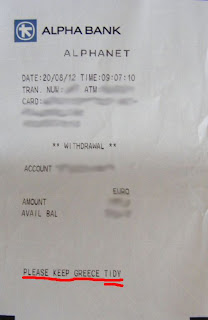 ALPHA BANK
ALPHANET
DATE:20/08/12 TIME:09:07:10
TRAN. NUM: ATM
CARD:
** WITHDRAWAL **
ACCOUNT
EURO
AMOUNT
AVAIL BAL
PLEASE KEEP GREECE TIDY